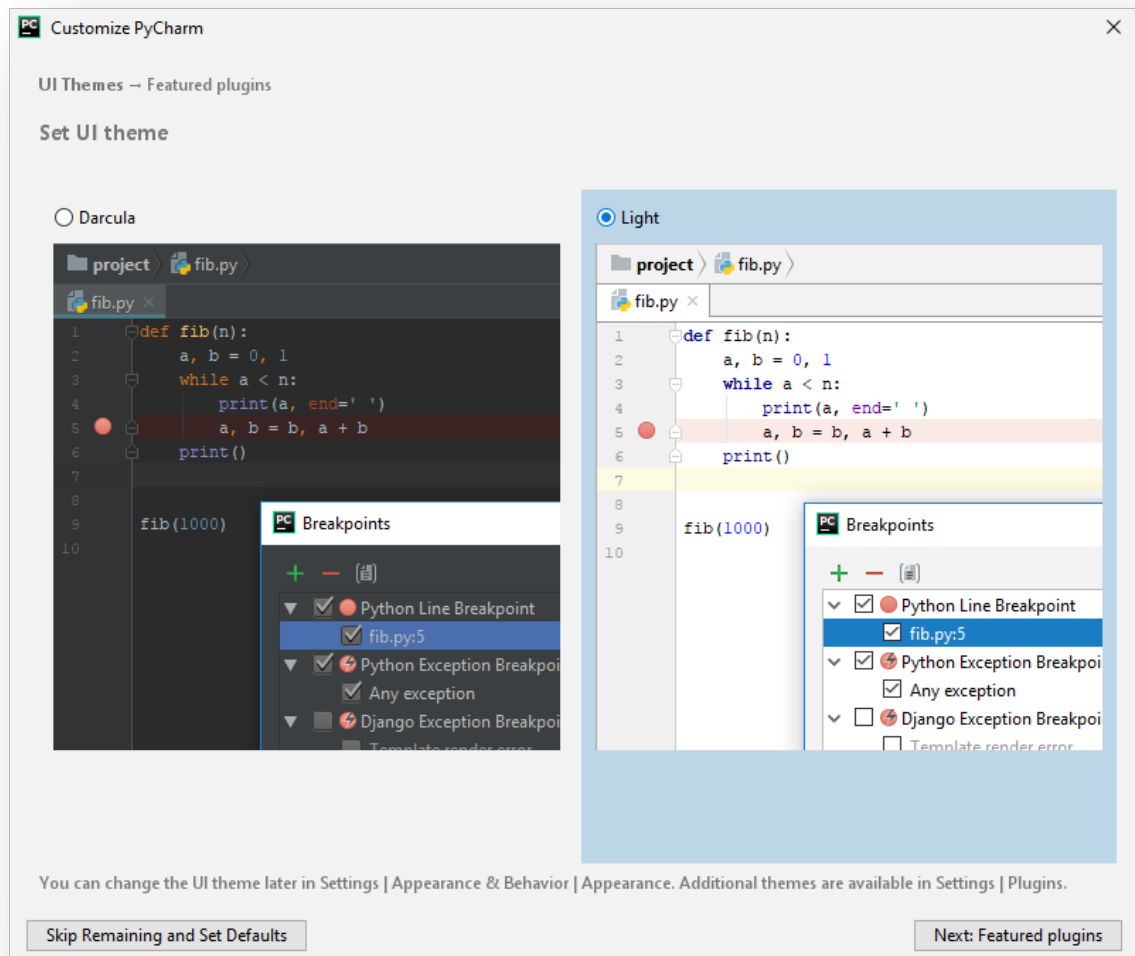 PC Customize PyCharm
UI Themes → Featured plugins
Set UI theme
Darcula
project fib.py
fib.py
1 def fib(n):
2 a, b = 0, 1
3 while a < n:
4 print(a, end=' ')
5 a, b = b, a + b
6 print()
7
8
9 fib(1000)
10
PC Breakpoints
Python Line Breakpoint
fib.py:5
Python Exception Breakpoi
Any exception
Django Exception Breakpoi
Template render error
Light
project fib.py
fib.py
1 def fib(n):
2 a, b = 0, 1
3 while a < n:
4 print(a, end=' ')
5 a, b = b, a + b
6 print()
7
8
9 fib(1000)
10
PC Breakpoints
Python Line Breakpoint
fib.py:5
Python Exception Breakpoi
Any exception
Django Exception Breakpoi
Template render error
You can change the UI theme later in Settings | Appearance & Behavior | Appearance. Additional themes are available in Settings | Plugins.
Skip Remaining and Set Defaults
Next: Featured plugins